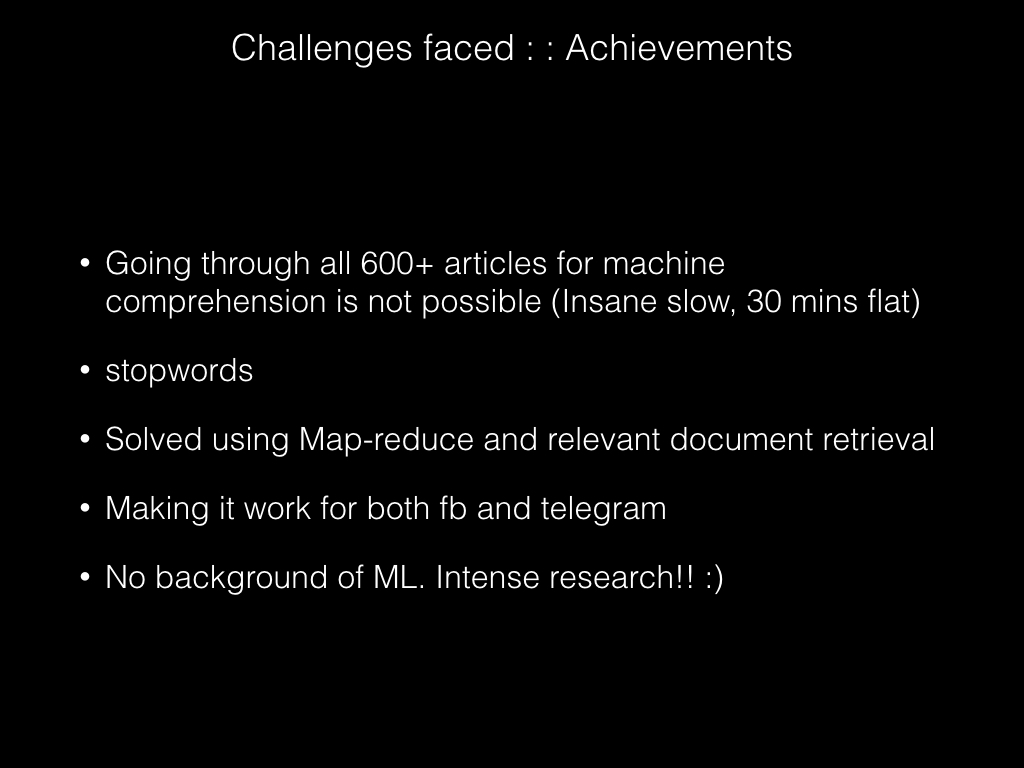 Challenges faced : : Achievements
• Going through all 600+ articles for machine
comprehension is not possible (Insane slow, 30 mins flat)
• stopwords
• Solved using Map-reduce and relevant document retrieval
• Making it work for both fb and telegram
• No background of ML. Intense research!! :)